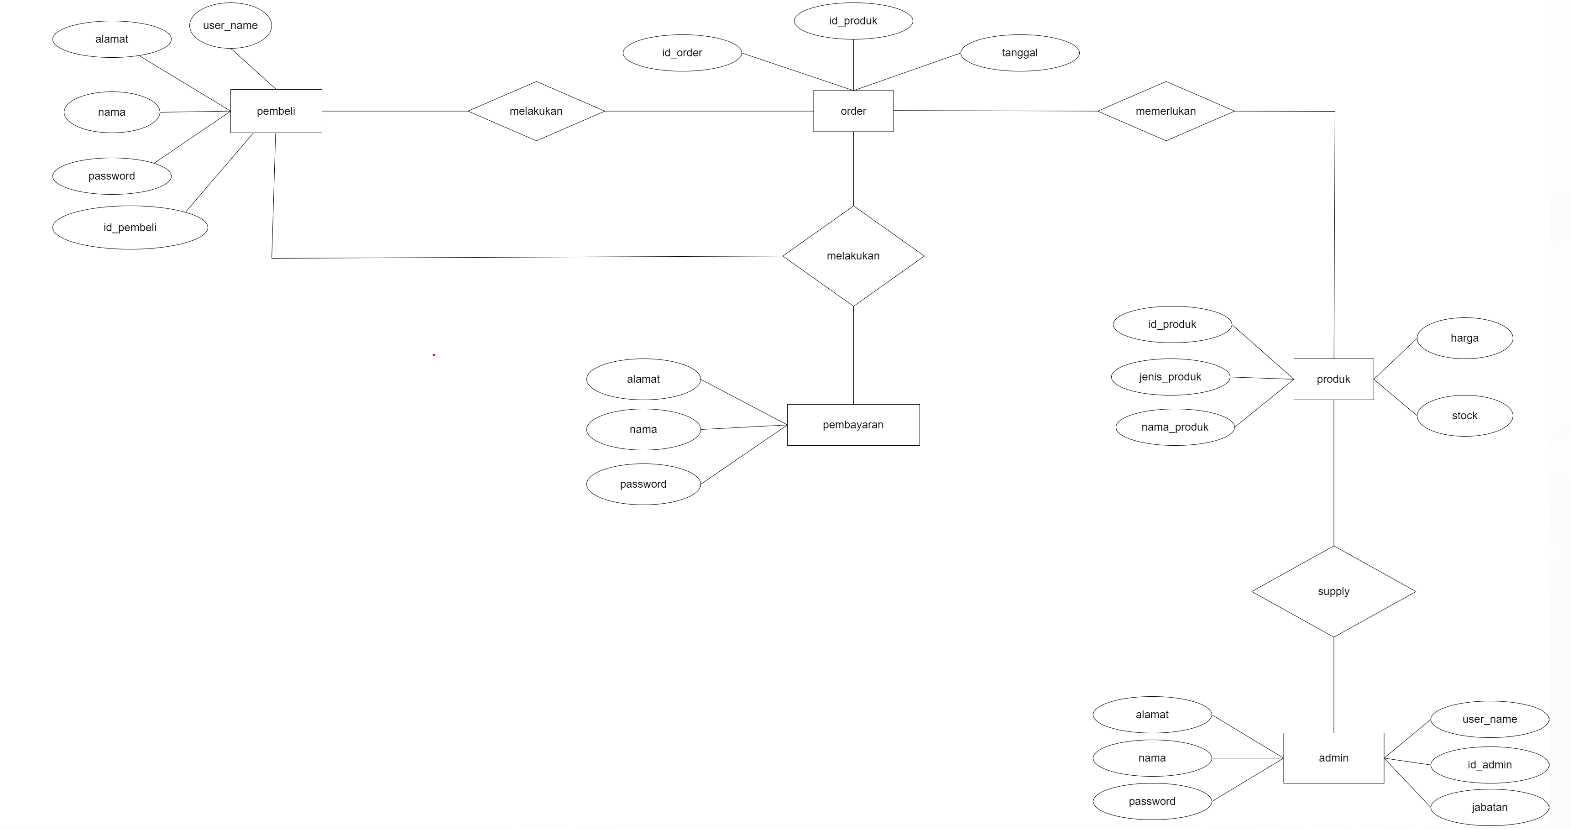 user_name
alamat
nama
password
id_pembeli
pembeli
melakukan
id_order
id_produk
tanggal
order
memerlukan
melakukan
alamat
nama
password
pembayaran
id_produk
jenis_produk
nama_produk
produk
harga
stock
supply
alamat
nama
password
admin
user_name
id_admin
jabatan